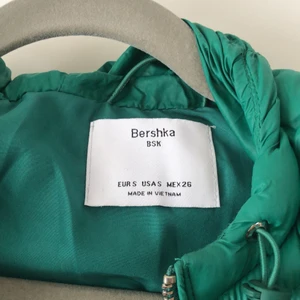 Bershka
BSK
EUR S USA S MEX 26
MADE IN VIETNAM